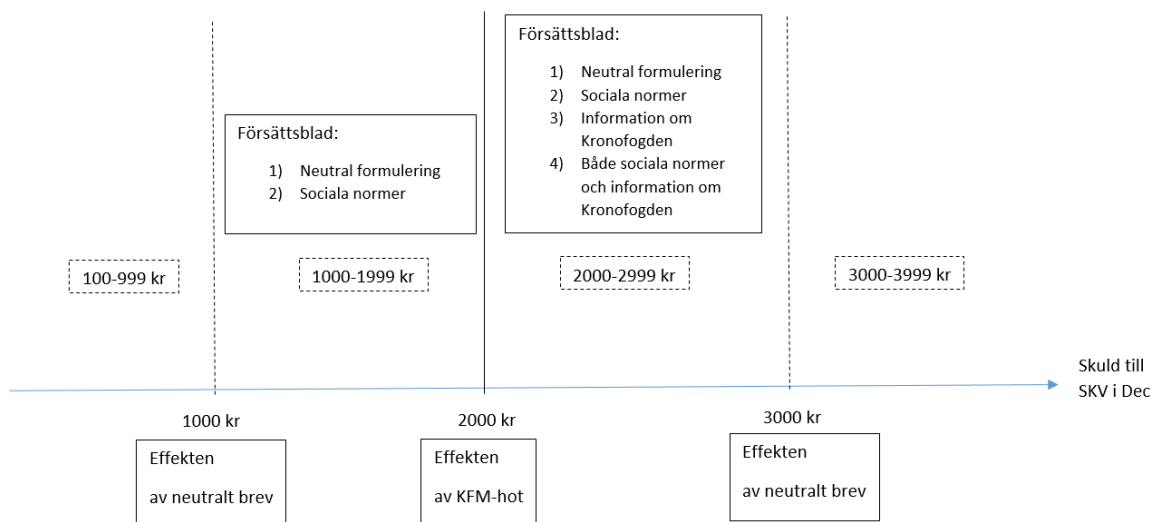 Försättsblad:
1) Neutral formulering
2) Sociala normer
Försättsblad:
1) Neutral formulering
2) Sociala normer
3) Information om
Kronofogden
4) Både sociala normer
och information om
Kronofogden
100-999 kr
1000-1999 kr
2000-2999 kr
3000-3999 kr
Skuld till
SKV i Dec
1000 kr
2000 kr
3000 kr
Effekten
av neutralt brev
Effekten
av KFM-hot
Effekten
av neutralt brev